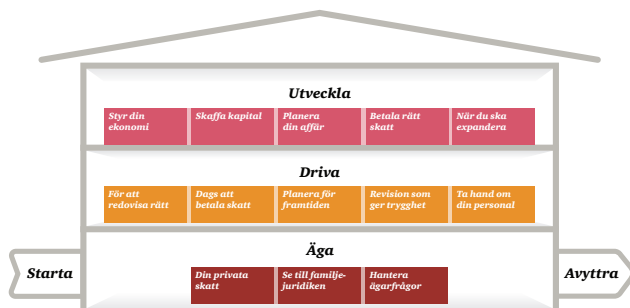 Utveckla
Styr din
ekonomi
Skaffa kapital
Planera
din affär
Betala rätt
skatt
När du ska
expandera
Driva
För att
redovisa rätt
Dags att
betala skatt
Planera för
framtiden
Revision som
ger trygghet
Ta hand om
din personal
Starta
Äga
Din privata
skatt
Se till familje-
juridiken
Hantera
ägarfrågor
Avyttra